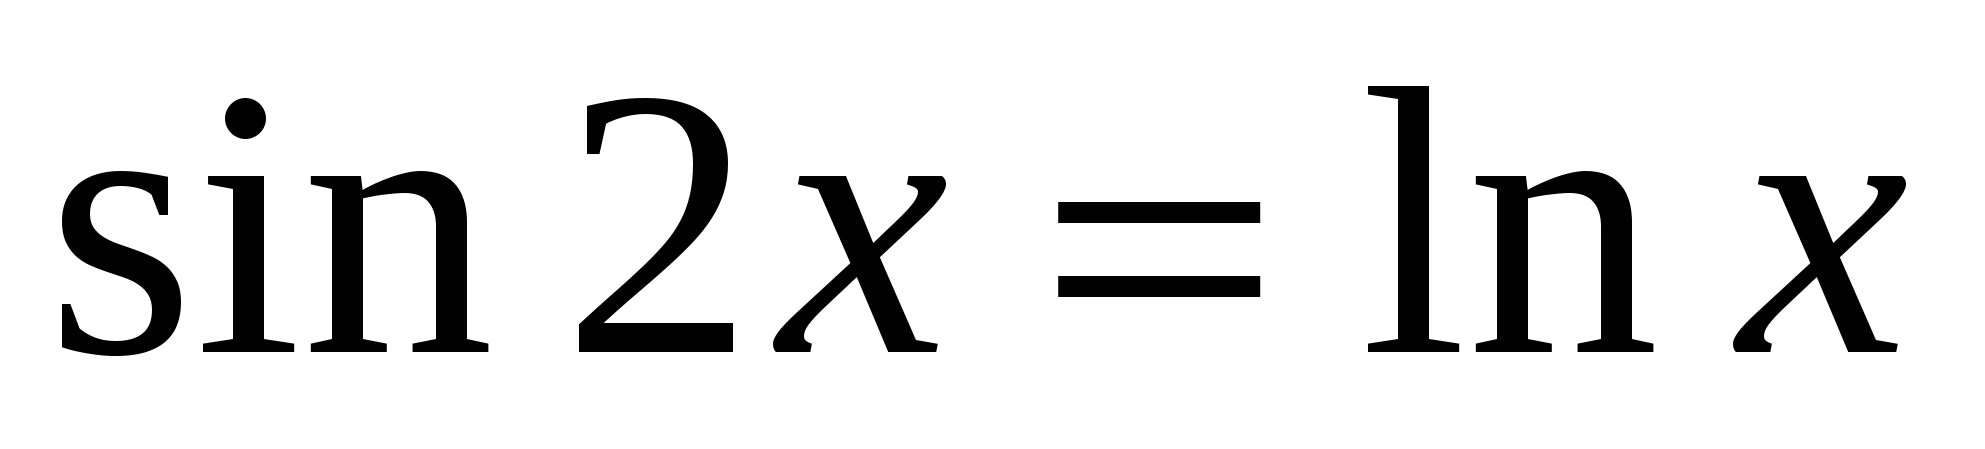 sin 2x = ln x